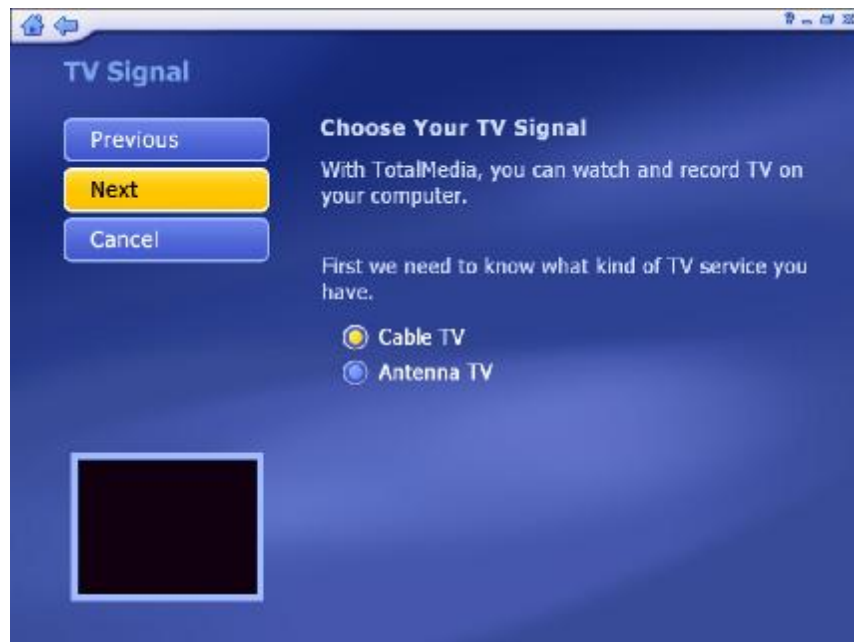 TV Signal
Previous
Next
Cancel
Choose Your TV Signal
With TotalMedia, you can watch and record TV on
your computer.
First we need to know what kind of TV service you
have.
Cable TV
Antenna TV